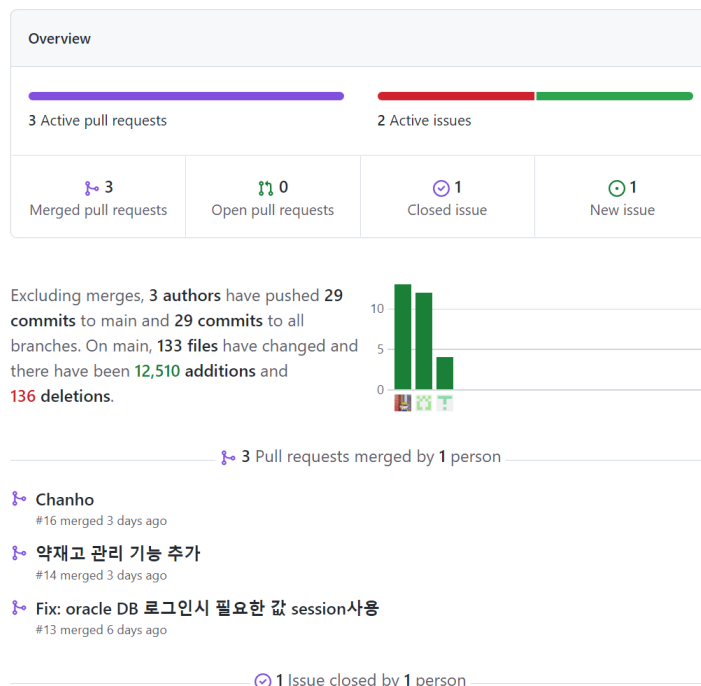 Overview
3 Active pull requests
2 Active issues
3
Merged pull requests
0
Open pull requests
1
Closed issue
1
New issue
Excluding merges, 3 authors have pushed 29
commits to main and 29 commits to all
branches. On main, 133 files have changed and
there have been 12,510 additions and
136 deletions.
10
5
0
3 Pull requests merged by 1 person
Chanho
#16 merged 3 days ago
약재고 관리 기능 추가
#14 merged 3 days ago
Fix: oracle DB 로그인시 필요한 값 session사용
#13 merged 6 days ago
1 Issue closed by 1 person